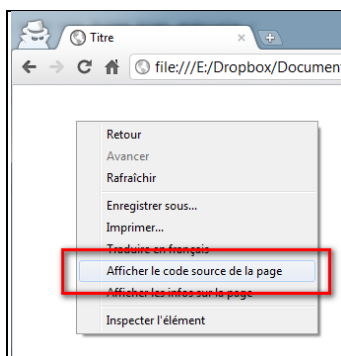 Titre
file:///E:/Dropbox/Documen
Retour
Avancer
Rafraîchir
Enregistrer sous...
Imprimer...
Traduire en français
Afficher le code source de la page
Afficher les infos sur la page
Inspecter l'élément